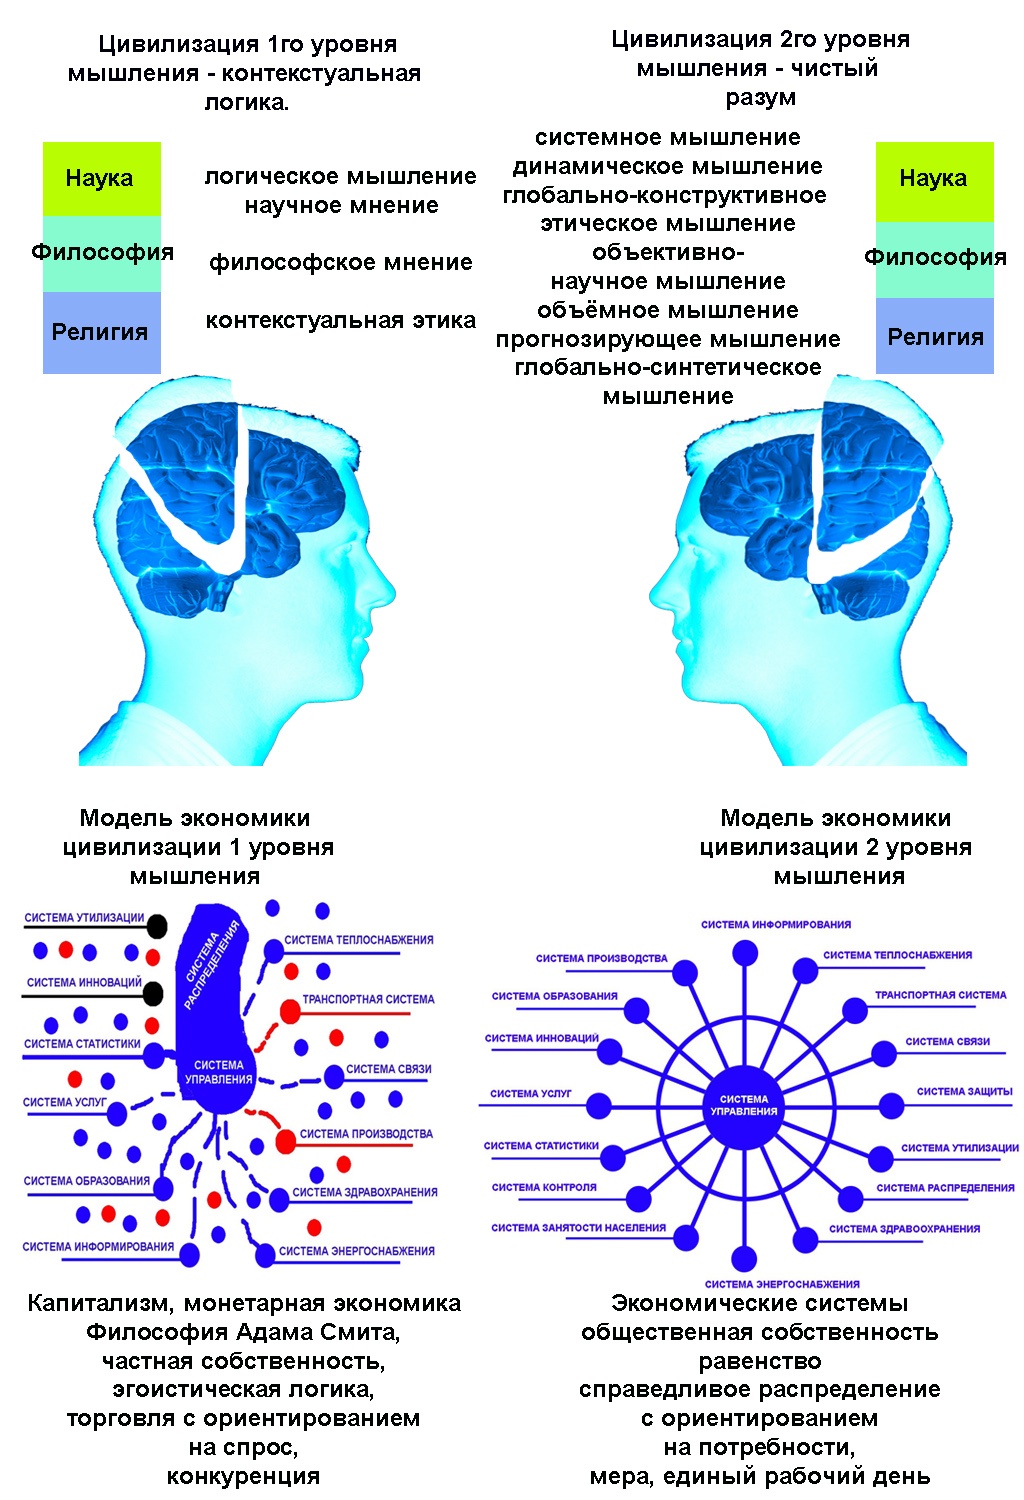 Цивилизация 1го уровня
мышления - контекстуальная
логика.
Цивилизация 2го уровня
мышления - чистый
разум
Наука
Философия
Религия
логическое мышление
научное мнение
философское мнение
контекстуальная этика
системное мышление
динамическое мышление
глобально-конструктивное
этическое мышление
объективно-
научное мышление
объёмное мышление
прогнозирующее мышление
глобально-синтетическое
мышление
Наука
Философия
Религия
Модель экономики
цивилизации 1 уровня
мышления
СИСТЕМА УТИЛИЗАЦИИ
СИСТЕМА ИННОВАЦИЙ
СИСТЕМА СТАТИСТИКИ
СИСТЕМА УСЛУГ
СИСТЕМА ОБРАЗОВАНИЯ
СИСТЕМА ИНФОРМИРОВАНИЯ
СИСТЕМА
РАСПРЕДЕЛЕНИЯ
СИСТЕМА
УПРАВЛЕНИЯ
СИСТЕМА ТЕПЛОСНАБЖЕНИЯ
ТРАНСПОРТНАЯ СИСТЕМА
СИСТЕМА СВЯЗИ
СИСТЕМА ПРОИЗВОДСТВА
СИСТЕМА ЗДРАВОХРАНЕНИЯ
СИСТЕМА ЭНЕРГОСНАБЖЕНИЯ
Капитализм, монетарная экономика
Философия Адама Смита,
частная собственность,
эгоистическая логика,
торговля с ориентированием
на спрос,
конкуренция
Модель экономики
цивилизации 2 уровня
мышления
СИСТЕМА ИНФОРМИРОВАНИЯ
СИСТЕМА ПРОИЗВОДСТВА
СИСТЕМА ОБРАЗОВАНИЯ
СИСТЕМА ИННОВАЦИЙ
СИСТЕМА УСЛУГ
СИСТЕМА СТАТИСТИКИ
СИСТЕМА КОНТРОЛЯ
СИСТЕМА ЗАНЯТОСТИ НАСЕЛЕНИЯ
СИСТЕМА
УПРАВЛЕНИЯ
СИСТЕМА ТЕПЛОСНАБЖЕНИЯ
ТРАНСПОРТНАЯ СИСТЕМА
СИСТЕМА СВЯЗИ
СИСТЕМА ЗАЩИТЫ
СИСТЕМА УТИЛИЗАЦИИ
СИСТЕМА РАСПРЕДЕЛЕНИЯ
СИСТЕМА ЗДРАВООХРАНЕНИЯ
СИСТЕМА ЭНЕРГОСНАБЖЕНИЯ
Экономические системы
общественная собственность
равенство
справедливое распределение
с ориентированием
на потребности,
мера, единый рабочий день